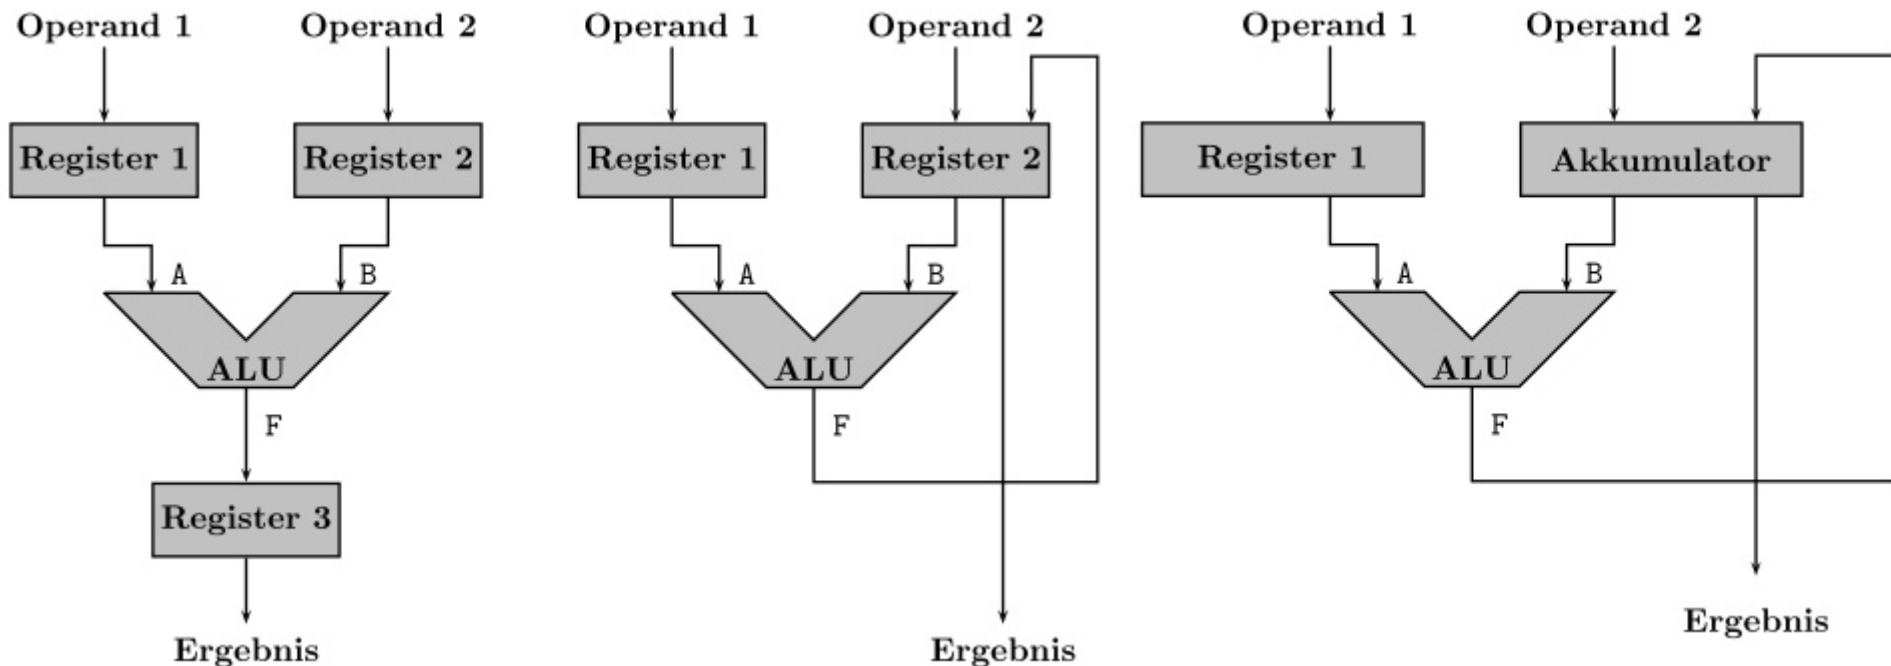 Operand 1
Operand 2
Register 1
Register 2
A
B
ALU
F
Register 3
Ergebnis
Operand 1
Operand 2
Register 1
Register 2
A
B
ALU
F
Ergebnis
Operand 1
Operand 2
Register 1
Akkumulator
A
B
ALU
F
Ergebnis